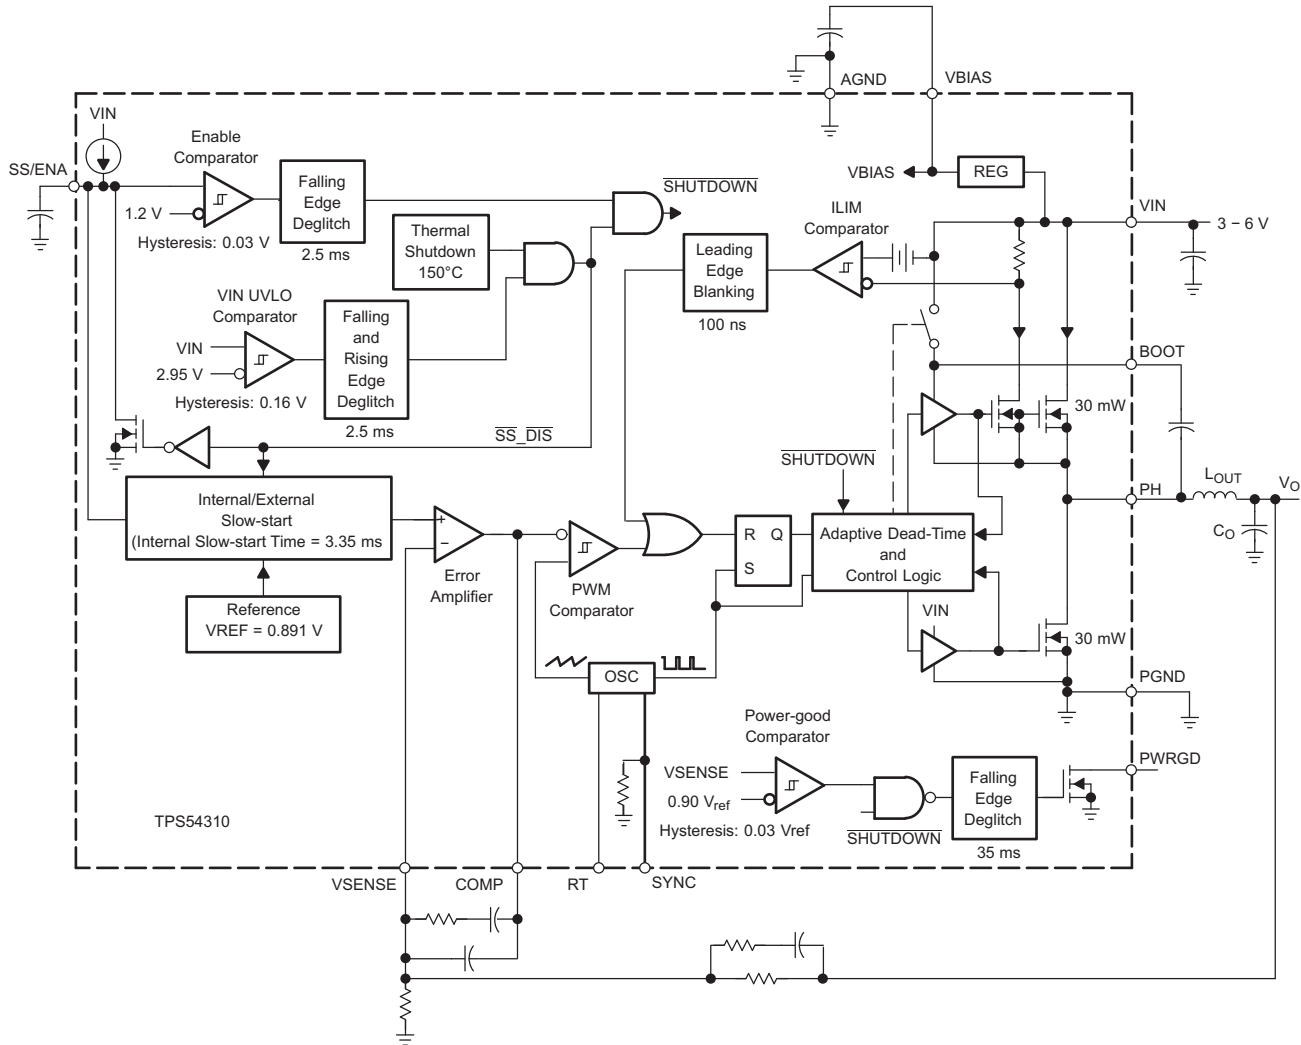 AGND
VBIAS
VIN
SS/ENA
Enable
Comparator
1.2 V
Hysteresis: 0.03 V
Falling
Edge
Deglitch
2.5 ms
SHUTDOWN
VBIAS
REG
VIN
3 − 6 V
Thermal
Shutdown
150°C
Leading
Edge
Blanking
100 ns
ILIM
Comparator
VIN UVLO
Comparator
VIN
2.95 V
Hysteresis: 0.16 V
Falling
and
Rising
Edge
Deglitch
2.5 ms
BOOT
30 mW
SS_DIS
SHUTDOWN
PH
LOUT
VO
CO
Internal/External
Slow-start
(Internal Slow-start Time = 3.35 ms
+
−
Error
Amplifier
PWM
Comparator
R Q
S
Adaptive Dead-Time
and
Control Logic
Reference
VREF = 0.891 V
VIN
30 mW
OSC
PGND
Power-good
Comparator
VSENSE
0.90 Vref
Hysteresis: 0.03 Vref
SHUTDOWN
Falling
Edge
Deglitch
35 ms
PWRGD
TPS54310
VSENSE
COMP
RT
SYNC